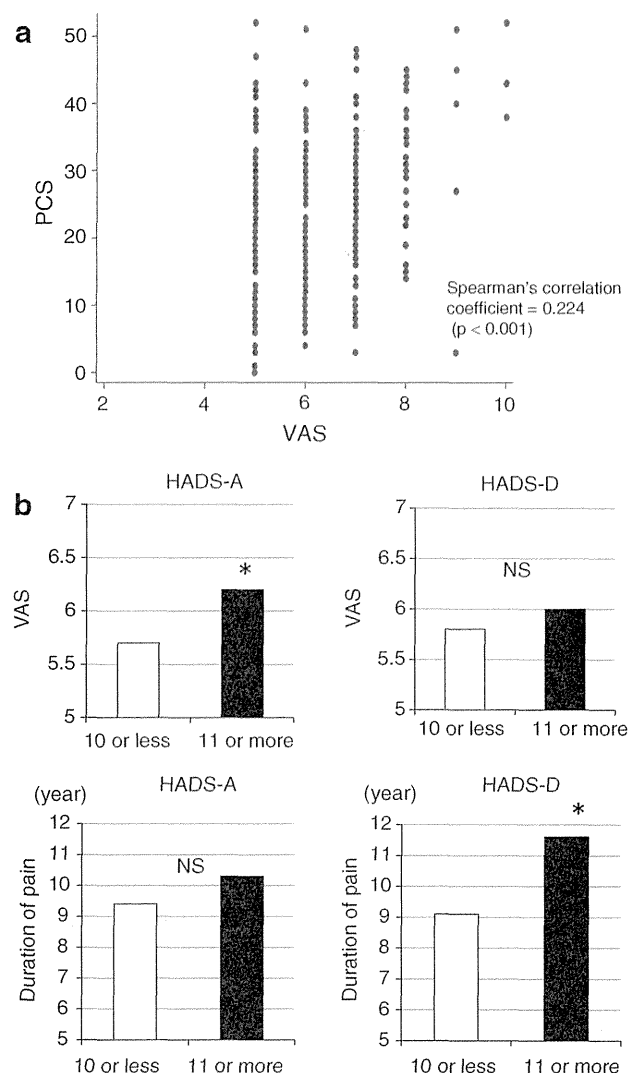 a
50
40
30
20
10
0
PCS
2 4 6 8 10
VAS
Spearman's correlation
coefficient = 0.224
(p < 0.001)
b
HADS-A
7
6.5
6
5.5
5
VAS
*
10 or less 11 or more
HADS-D
7
6.5
6
5.5
5
VAS
NS
10 or less 11 or more
(year)
HADS-A
12
11
10
9
8
7
6
5
Duration of pain
NS
10 or less 11 or more
(year)
HADS-D
12
11
10
9
8
7
6
5
Duration of pain
*
10 or less 11 or more